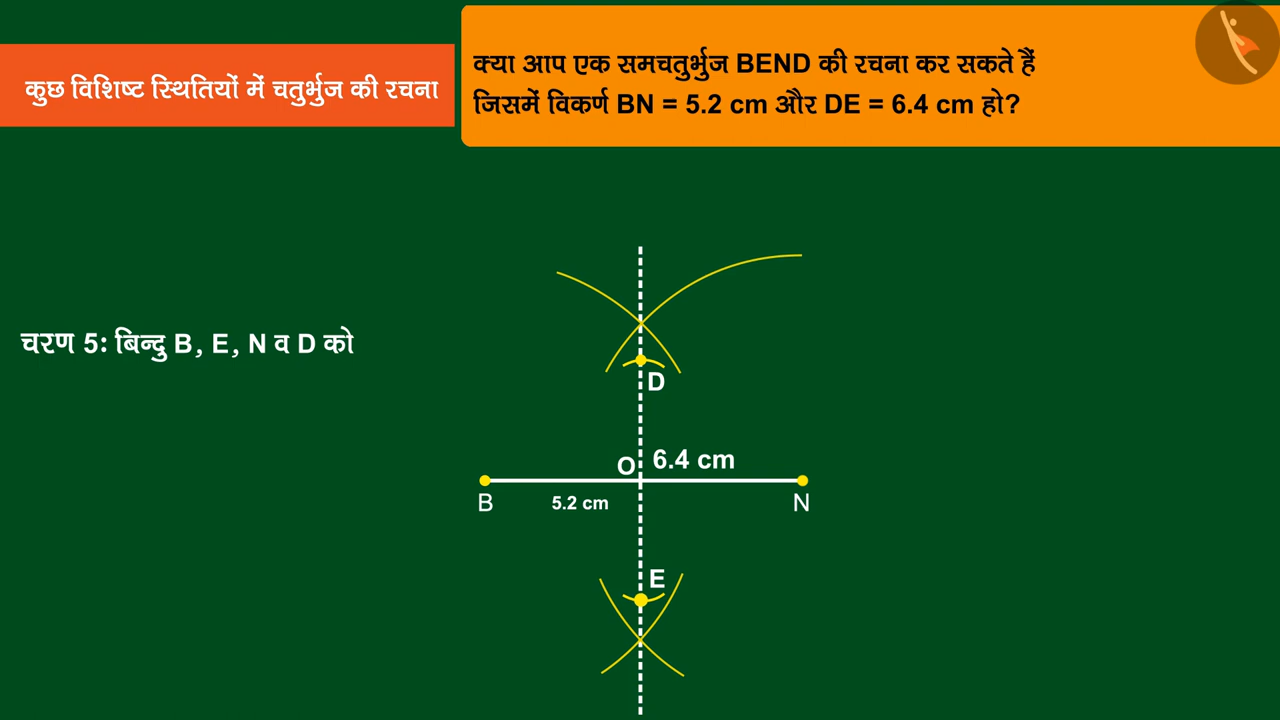 कुछ विशिष्ट स्थितियों में चतुर्भुज की रचना
क्या आप एक समचतुर्भुज BEND की रचना कर सकते हैं
जिसमें विकर्ण BN = 5.2 cm और DE = 6.4 cm हो?
चरण 5: बिन्दु B, E, N व D को
D
O 6.4 cm
B 5.2 cm N
E